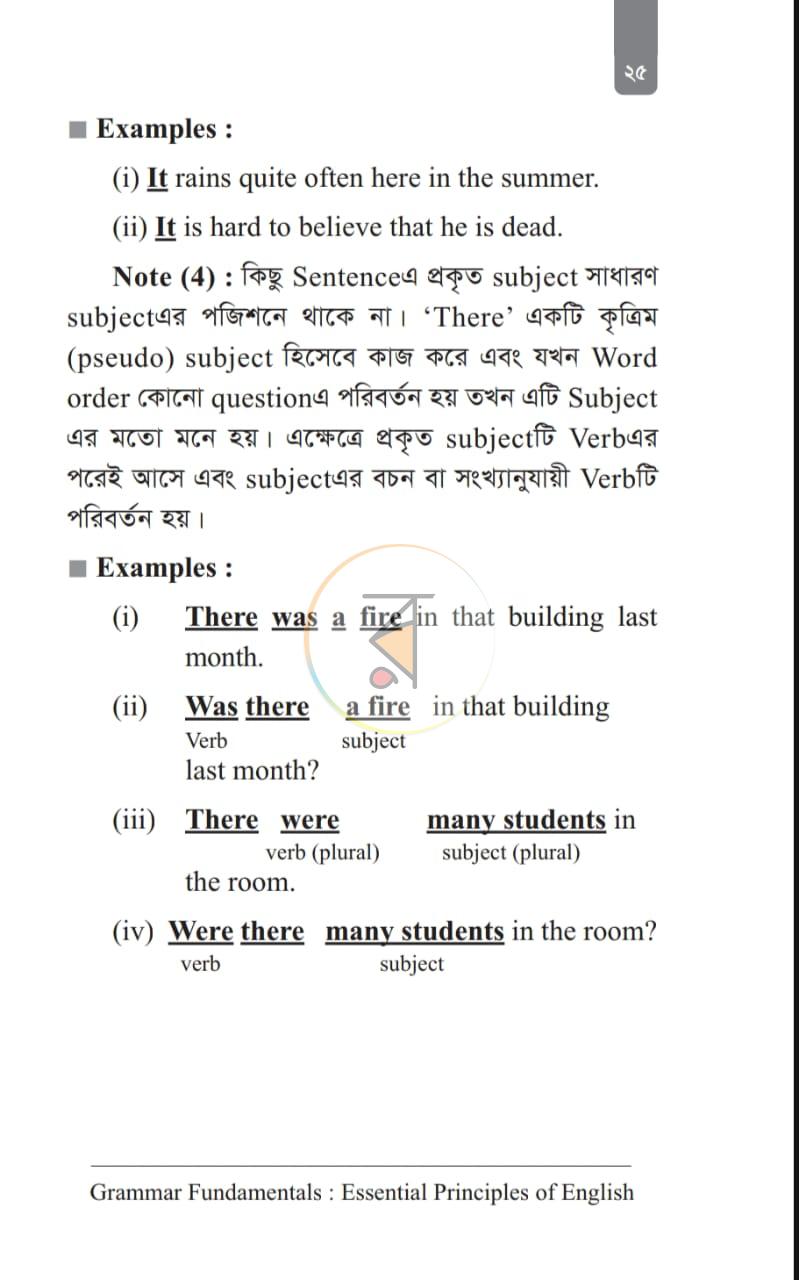 ২৫
Examples :
(i) It rains quite often here in the summer.
(ii) It is hard to believe that he is dead.
Note (4) : কিছু Sentenceএ প্রকৃত subject সাধারণ
subjectএর পজিশনে থাকে না। ‘There’ একটি কৃত্রিম
(pseudo) subject হিসেবে কাজ করে এবং যখন Word
order কোনো questionএ পরিবর্তন হয় তখন এটি Subject
এর মতো মনে হয়। এক্ষেত্রে প্রকৃত subjectটি Verbএর
পরেই আসে এবং subjectএর বচন বা সংখ্যানুযায়ী Verbটি
পরিবর্তন হয়।
Examples :
(i) There was a fire in that building last
month.
(ii) Was there a fire in that building
Verb subject
last month?
(iii) There were many students in
verb (plural) subject (plural)
the room.
(iv) Were there many students in the room?
verb subject
Grammar Fundamentals : Essential Principles of English